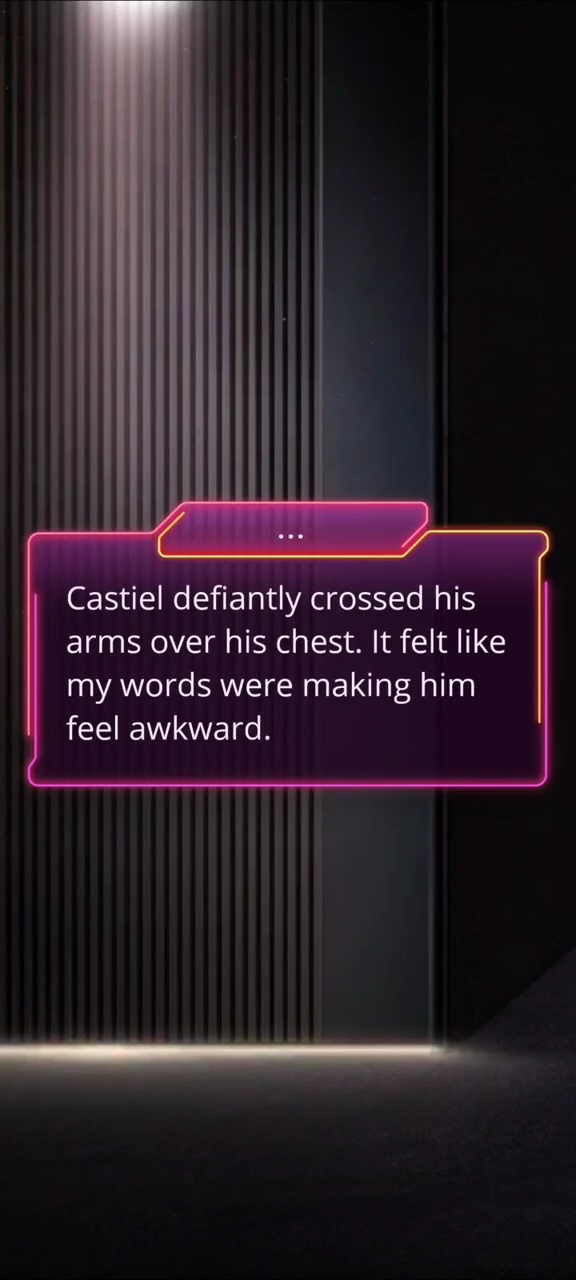 ...
Castiel defiantly crossed his
arms over his chest. It felt like
my words were making him
feel awkward.